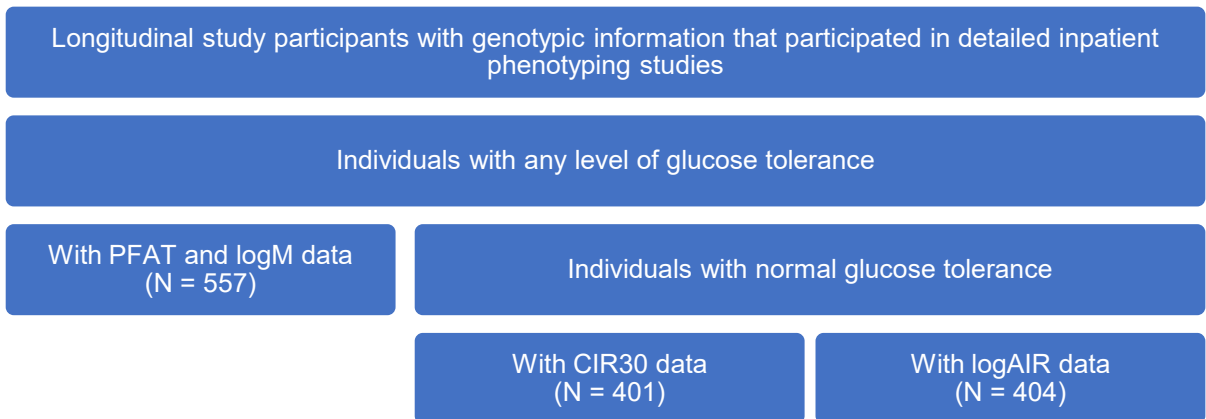 Longitudinal study participants with genotypic information that participated in detailed inpatient
phenotyping studies
Individuals with any level of glucose tolerance
With PFAT and logM data
(N = 557)
Individuals with normal glucose tolerance
With CIR30 data
(N = 401)
With logAIR data
(N = 404)